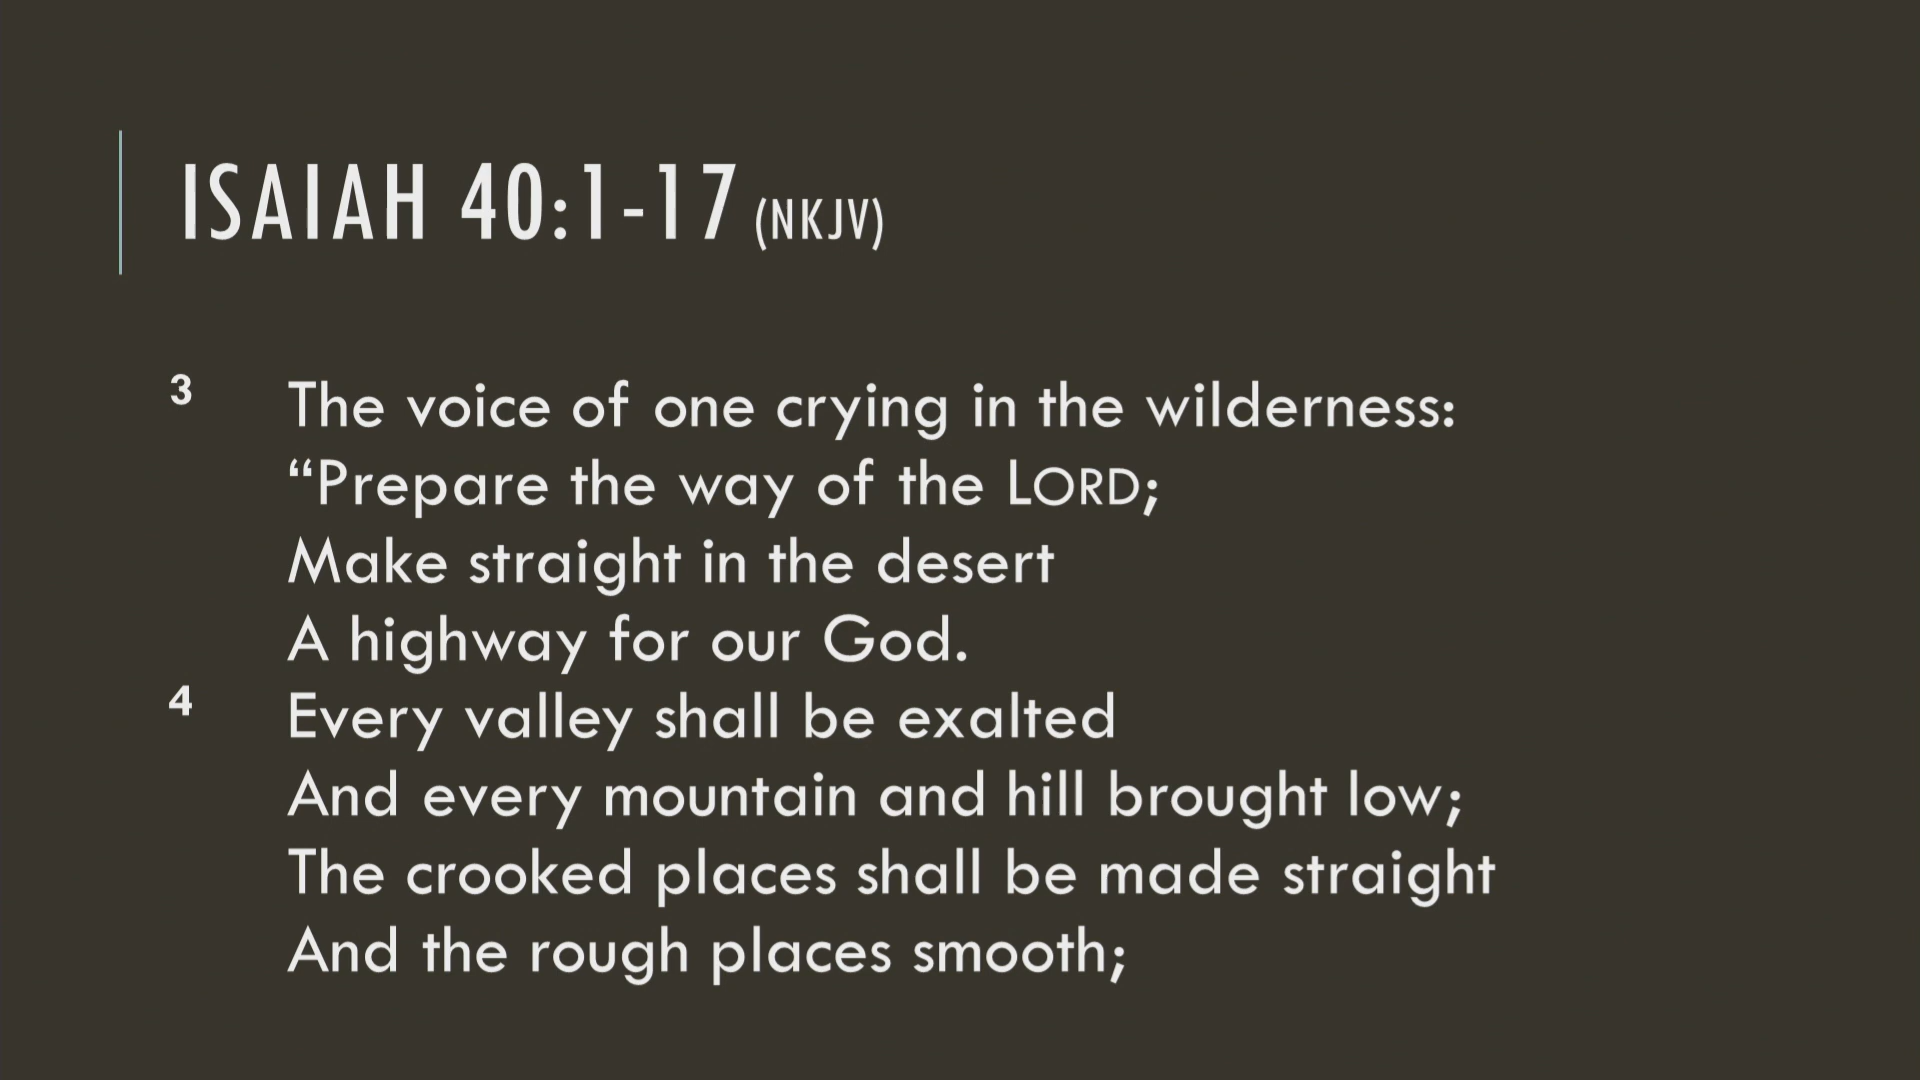 ISAIAH 40:1-17 (NKJV)
3 The voice of one crying in the wilderness:
“Prepare the way of the LORD;
Make straight in the desert
A highway for our God.
4 Every valley shall be exalted
And every mountain and hill brought low;
The crooked places shall be made straight
And the rough places smooth;